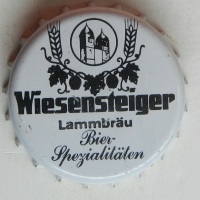 Wiesensteiger
Lammbräu
Bier-
Spezialitäten